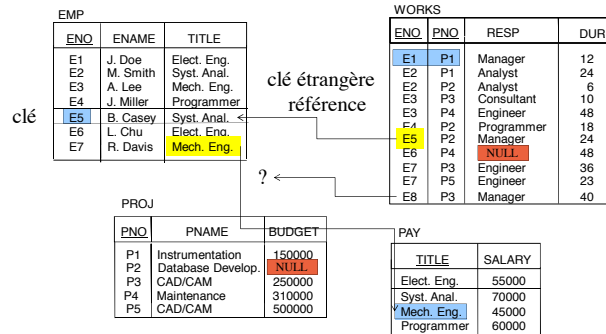 EMP
ENO ENAME TITLE
E1 J. Doe Elect. Eng.
E2 M. Smith Syst. Anal.
E3 A. Lee Mech. Eng.
E4 J. Miller Programmer
E5 B. Casey Syst. Anal.
E6 L. Chu Elect. Eng.
E7 R. Davis Mech. Eng.
clé
clé étrangère
référence
?
WORKS
ENO PNO RESP DUR
E1 P1 Manager 12
E2 P1 Analyst 24
E2 P2 Analyst 6
E3 P3 Consultant 10
E3 P4 Engineer 48
E4 P2 Programmer 18
E5 P2 Manager 24
E6 P4 NULL 48
E7 P3 Engineer 36
E7 P5 Engineer 23
E8 P3 Manager 40
PROJ
PNO PNAME BUDGET
P1 Instrumentation 150000
P2 Database Develop. NULL
P3 CAD/CAM 250000
P4 Maintenance 310000
P5 CAD/CAM 500000
PAY
TITLE SALARY
Elect. Eng. 55000
Syst. Anal. 70000
Mech. Eng. 45000
Programmer 60000